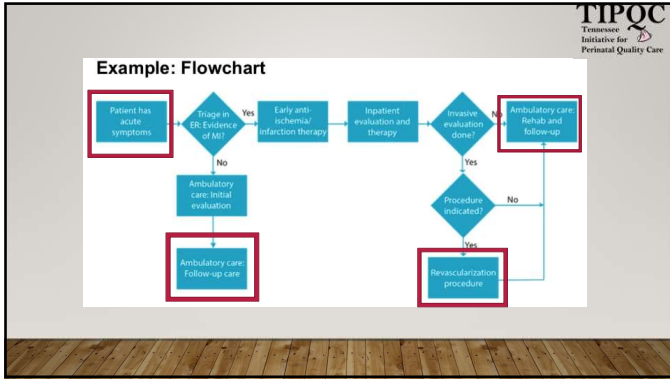 TIPQC
Tennessee
Initiative for
Perinatal Quality Care
Example: Flowchart
Patient has
acute
symptoms
Triage in
ER: Evidence
of MI?
Yes
Early anti-
ischemia/
infarction therapy
Inpatient
evaluation and
therapy
Invasive
evaluation
done?
No
Ambulatory care:
Rehab and
follow-up
No
Yes
Ambulatory
care: Initial
evaluation
Procedure
indicated?
No
Yes
Ambulatory care:
Follow-up care
Revascularization
procedure